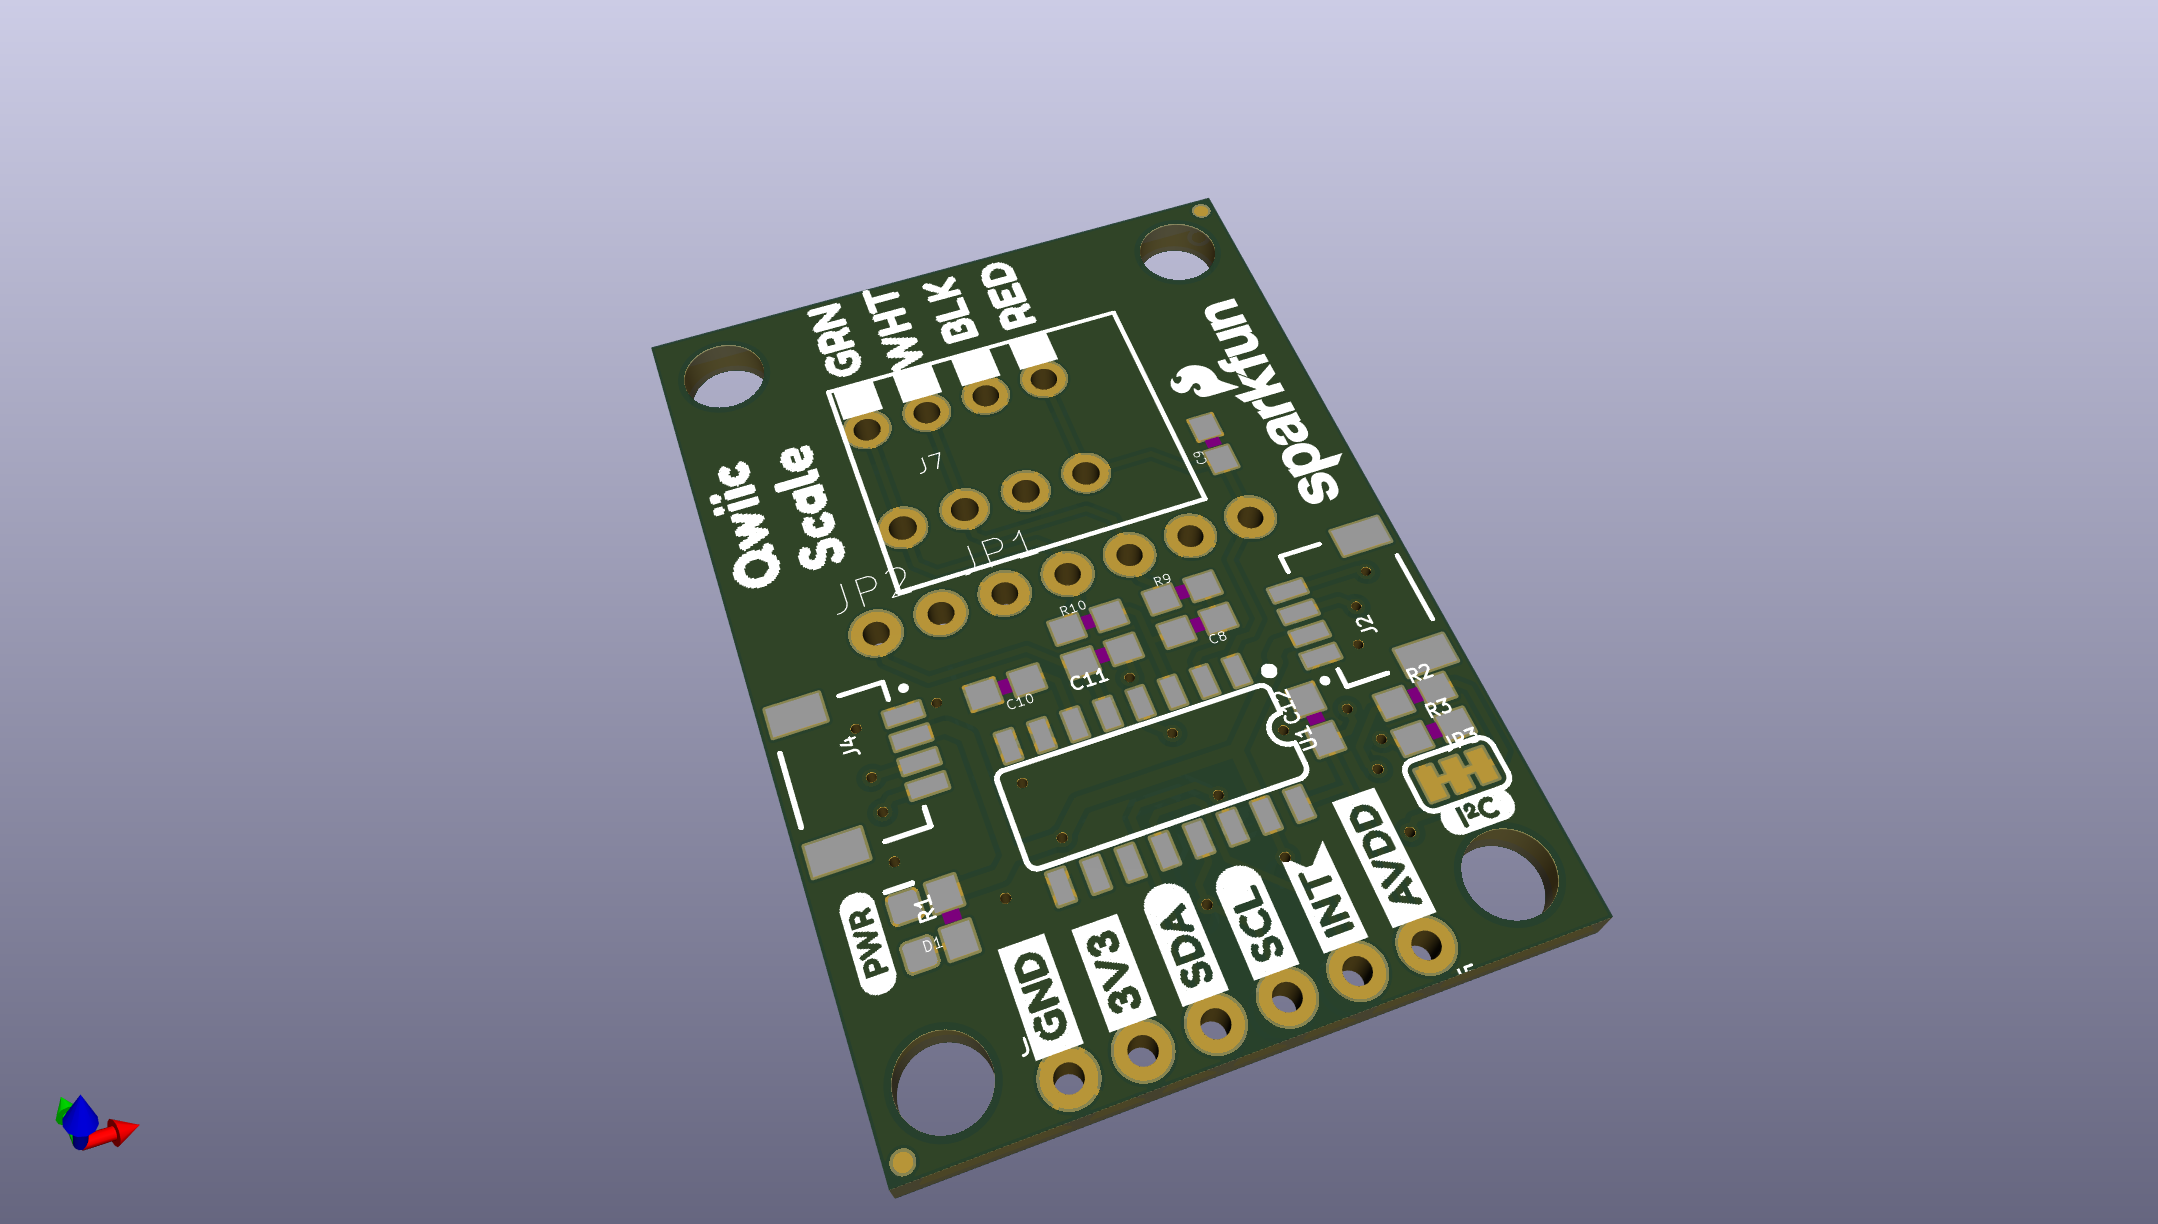 GRN
WHT
BLK
RED
sparkfun
Qwiic
Scale
J7
JP1
JP2
R9
R10
C8
C11
C10
J2
J4
C12
U1
R2
R3
JP3
I²C
PWR
R1
D1
GND
3V3
SDA
SCL
INT
AVDD